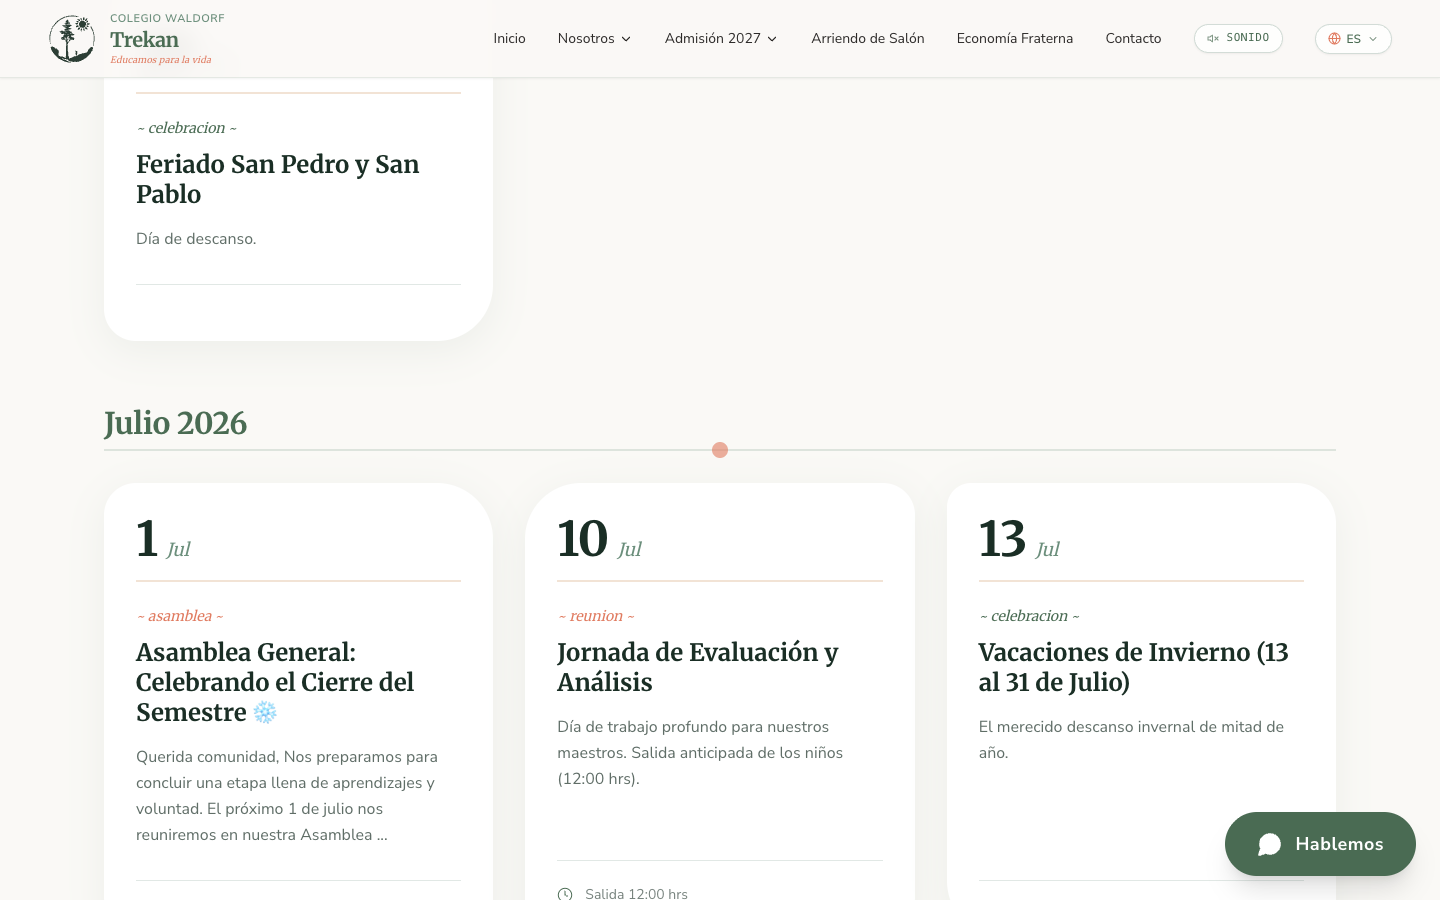 COLEGIO WALDORF
Trekan
Educamos para la vida
Inicio
Nosotros
Admisión 2027
Arriendo de Salón
Economía Fraterna
Contacto
SONIDO
ES
~ celebracion ~
Feriado San Pedro y San
Pablo
Día de descanso.
Julio 2026
1 Jul
~ asamblea ~
Asamblea General:
Celebrando el Cierre del
Semestre ❄️
Querida comunidad, Nos preparamos para
concluir una etapa llena de aprendizajes y
voluntad. El próximo 1 de julio nos
reuniremos en nuestra Asamblea ...
10 Jul
~ reunion ~
Jornada de Evaluación y
Análisis
Día de trabajo profundo para nuestros
maestros. Salida anticipada de los niños
(12:00 hrs).
Salida 12:00 hrs
13 Jul
~ celebracion ~
Vacaciones de Invierno (13
al 31 de Julio)
El merecido descanso invernal de mitad de
año.
Hablemos